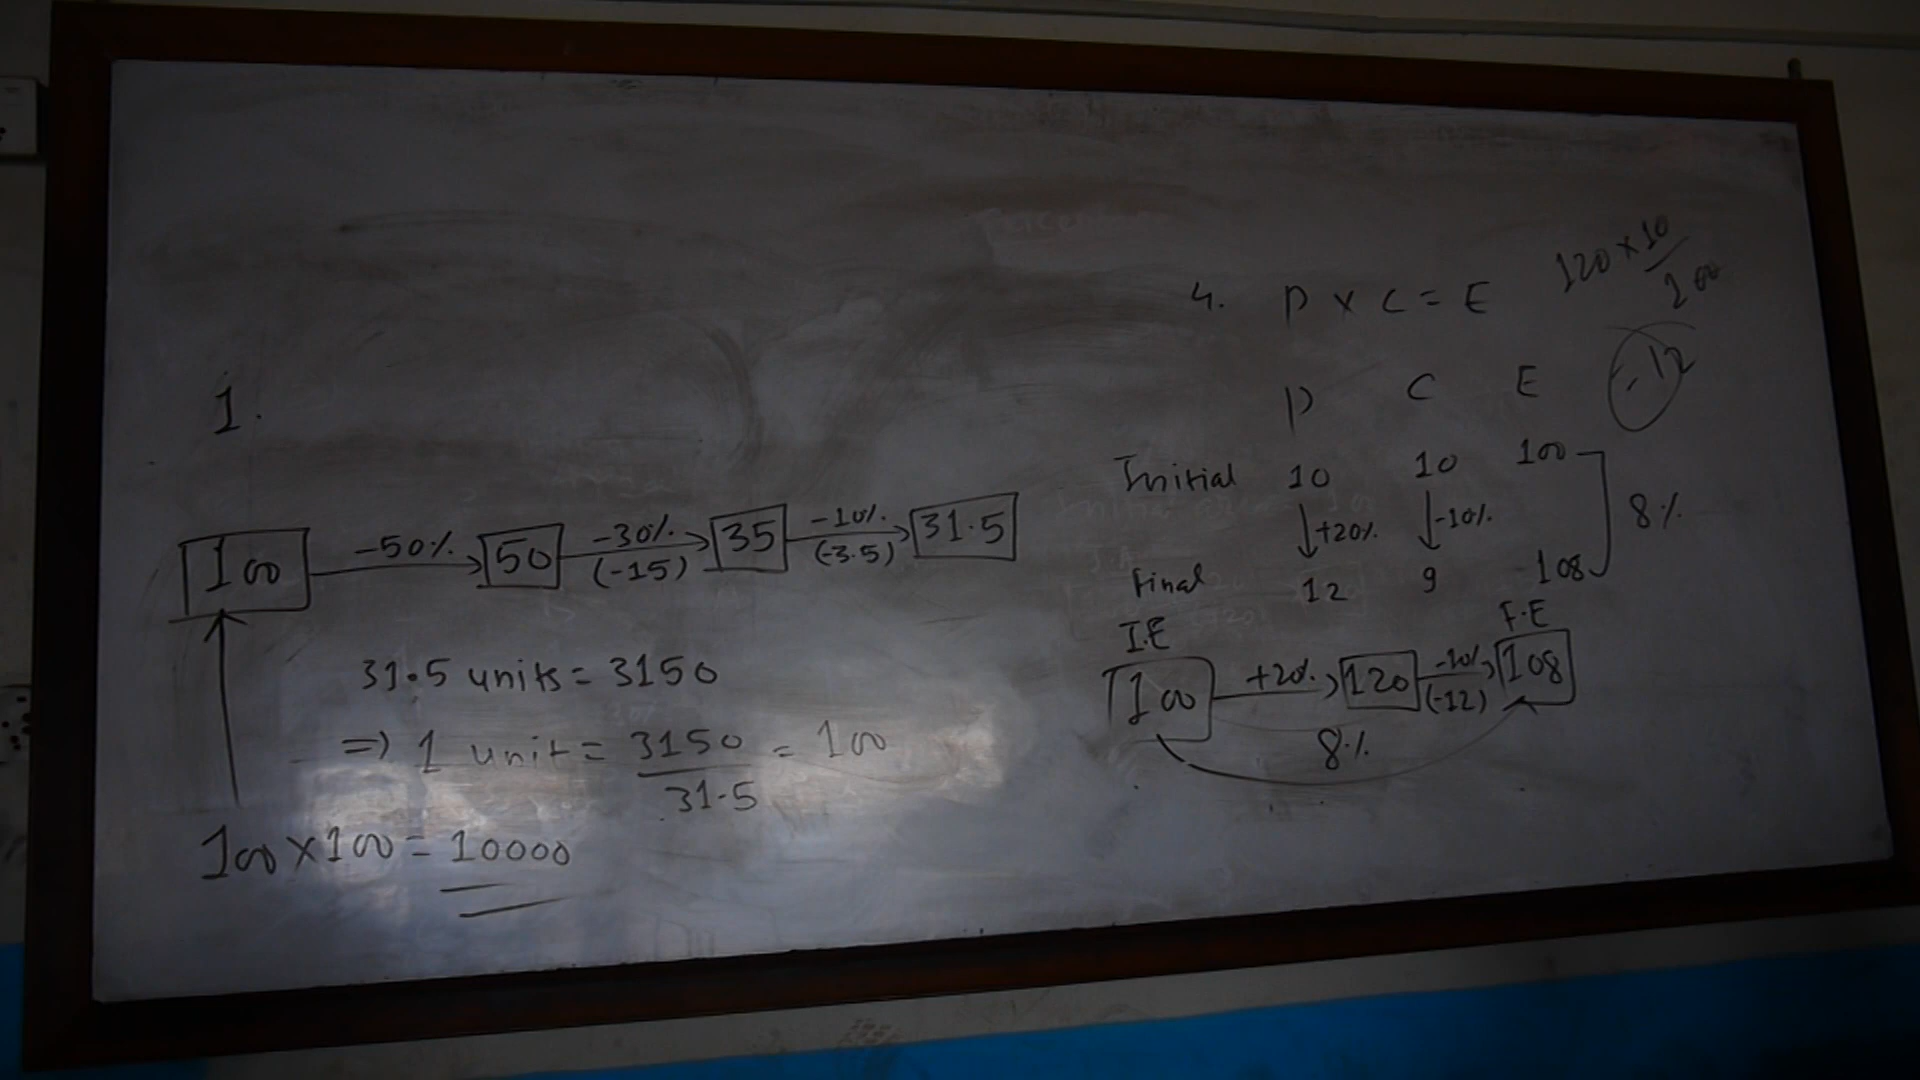 1.
100 -50% 50 -30% (-15) 35 -10% (-3.5) 31.5
31.5 units = 3150
=> 1 unit = 3150 / 31.5 = 100
100 x 100 = 10000
4. P x C = E
120 x 10 / 100
- 12
P C E
Initial 10 10 100
+20% -10% 8%
Final 12 9 108
I.E F.E
100 +20% 120 -10% (-12) 108
8%